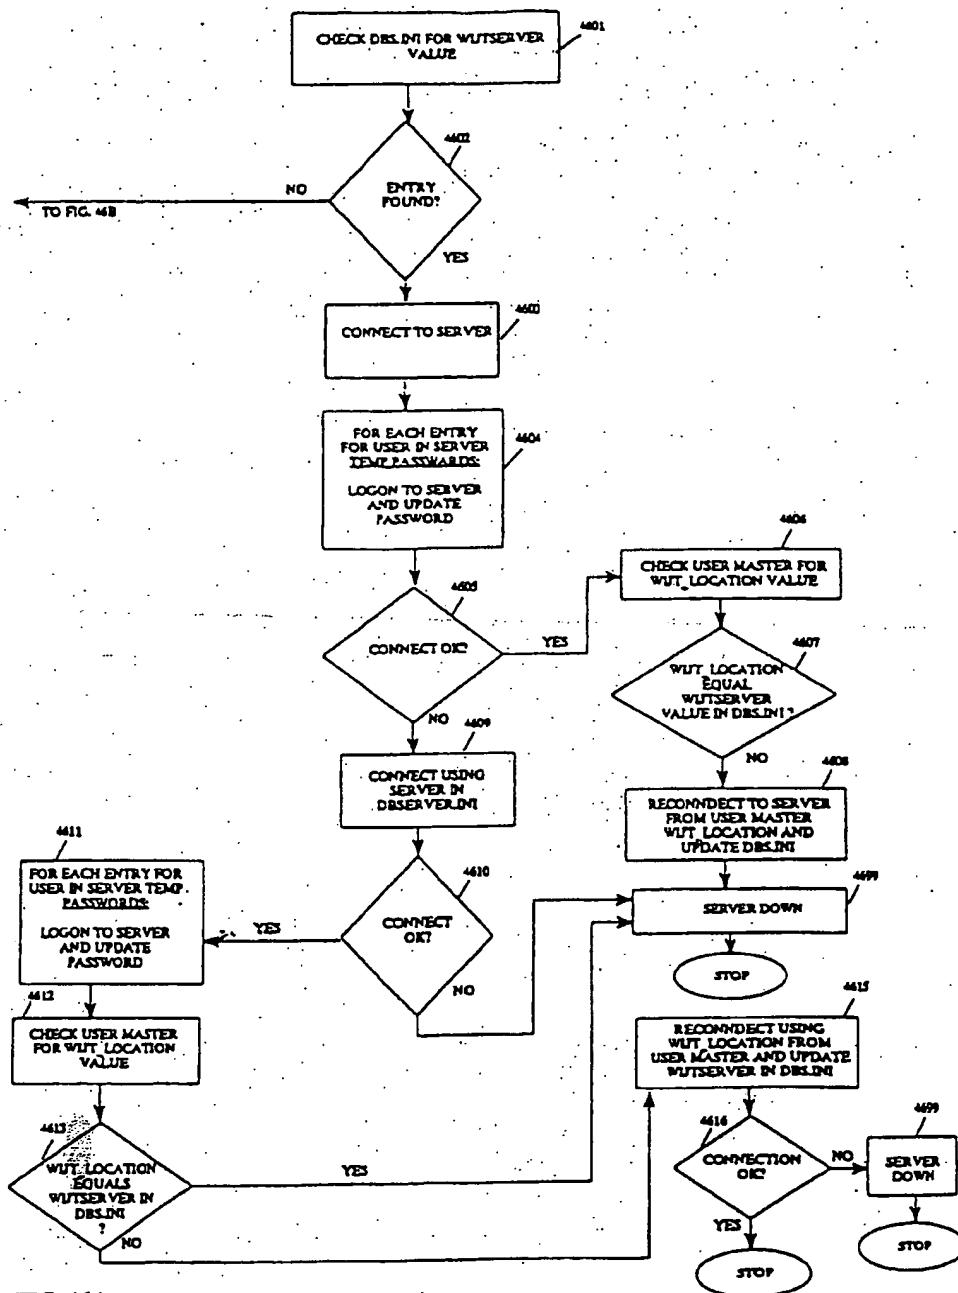 4601
CHECK DBS.INI FOR WUTSERVER
VALUE
4602
ENTRY
FOUND?
NO
TO FIG. 46B
YES
4603
CONNECT TO SERVER
4604
FOR EACH ENTRY
FOR USER IN SERVER
TEMP PASSWARDS:
LOGON TO SERVER
AND UPDATE
PASSWORD
4605
CONNECT OK?
YES
NO
4606
CHECK USER MASTER FOR
WUT_LOCATION VALUE
4607
WUT_LOCATION
EQUAL
WUTSERVER
VALUE IN DBS.INI ?
NO
4608
RECONNDECT TO SERVER
FROM USER MASTER
WUT_LOCATION AND
UPDATE DBS.INI
4609
CONNECT USING
SERVER IN
DBSERVER.INI
4610
CONNECT
OK?
YES
NO
4699
SERVER DOWN
STOP
4611
FOR EACH ENTRY FOR
USER IN SERVER TEMP.
PASSWORDS:
LOGON TO SERVER
AND UPDATE
PASSWORD
4612
CHECK USER MASTER
FOR WUT_LOCATION
VALUE
4613
WUT_LOCATION
EQUALS
WUTSERVER IN
DBS.INI
?
YES
NO
4615
RECONNDECT USING
WUT_LOCATION FROM
USER MASTER AND UPDATE
WUTSERVER IN DBS.INI
4616
CONNECTION
OK?
NO
YES
4699
SERVER
DOWN
STOP
STOP